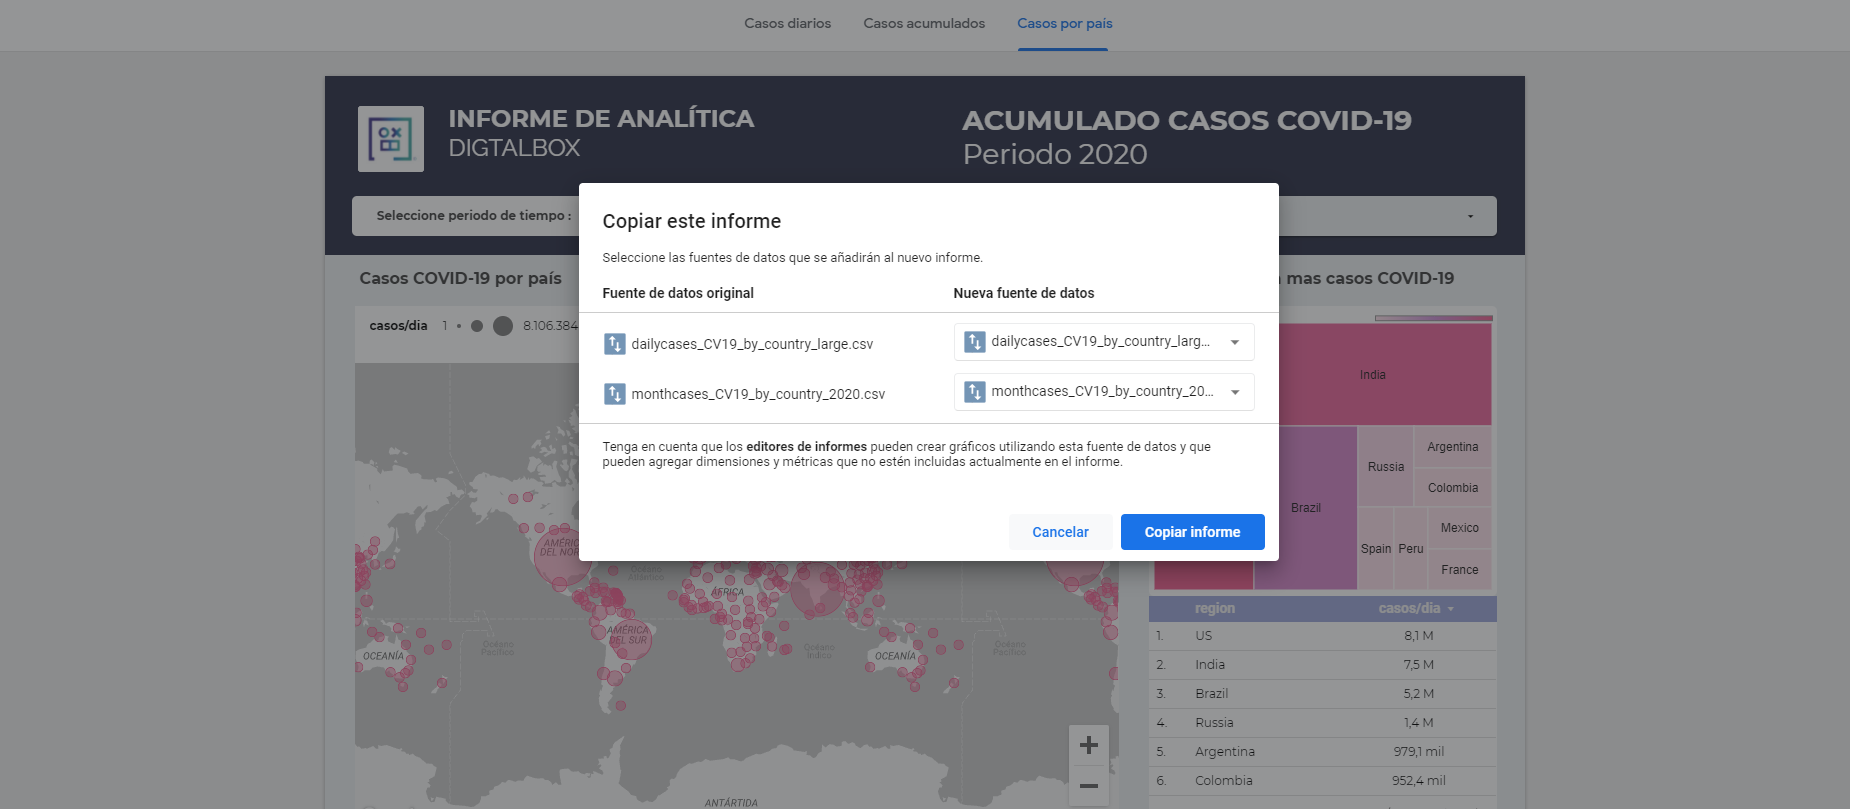 Casos diarios
Casos acumulados
Casos por país
INFORME DE ANALÍTICA
DIGTALBOX
ACUMULADO CASOS COVID-19
Periodo 2020
Seleccione periodo de tiempo :
Copiar este informe
Seleccione las fuentes de datos que se añadirán al nuevo informe.
Fuente de datos original
Nueva fuente de datos
dailycases_CV19_by_country_large.csv
dailycases_CV19_by_country_larg...
monthcases_CV19_by_country_2020.csv
monthcases_CV19_by_country_20...
Tenga en cuenta que los editores de informes pueden crear gráficos utilizando esta fuente de datos y que
pueden agregar dimensiones y métricas que no estén incluidas actualmente en el informe.
Cancelar
Copiar informe
Casos COVID-19 por país
casos/dia 1 8.106.384
AMÉRICA
DEL NOR
Océano
Atlántico
ÁFRICA
AMÉRICA
DEL SUR
OCEANÍA
Océano
Pacífico
Océano
Índico
OCEANÍA
Océano
Pacífico
ANTÁRTIDA
+
−
mas casos COVID-19
India
Brazil
Russia
Argentina
Colombia
Spain
Peru
Mexico
France
region casos/dia
1. US 8,1 M
2. India 7,5 M
3. Brazil 5,2 M
4. Russia 1,4 M
5. Argentina 979,1 mil
6. Colombia 952,4 mil